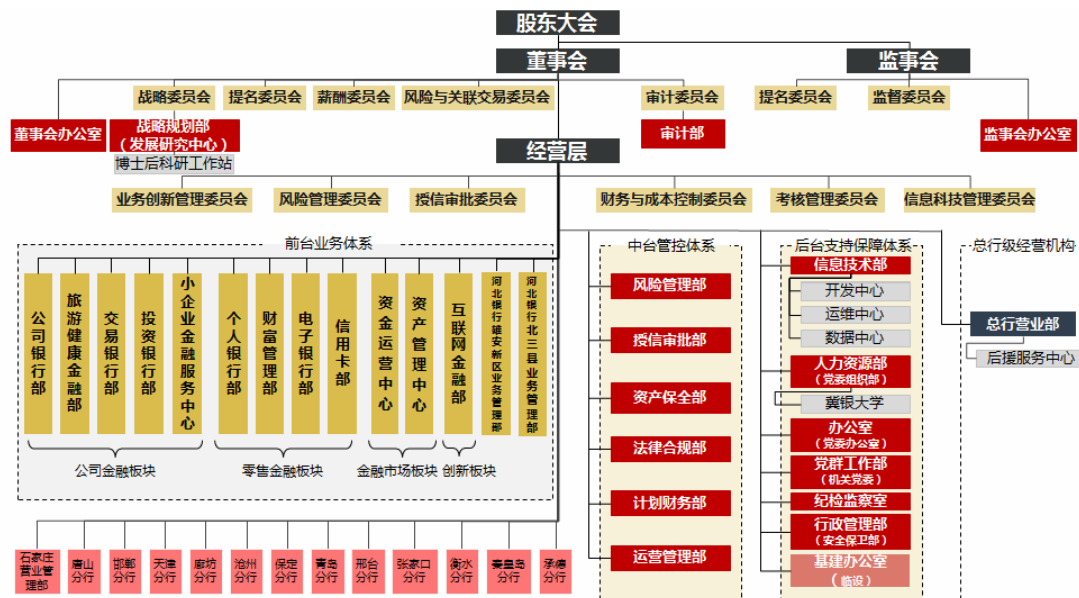 股东大会
董事会
监事会
战略委员会
提名委员会
薪酬委员会
风险与关联交易委员会
审计委员会
提名委员会
监督委员会
董事会办公室
战略规划部
（发展研究中心）
博士后科研工作站
审计部
监事会办公室
经营层
业务创新管理委员会
风险管理委员会
授信审批委员会
财务与成本控制委员会
考核管理委员会
信息科技管理委员会
前台业务体系
公司银行部
旅游健康金融部
交易银行部
投资银行部
小企业金融服务中心
个人银行部
财富管理部
电子银行部
信用卡部
资金运营中心
资产管理中心
互联网金融部
河北银行雄安新区业务管理部
河北银行北三县业务管理部
公司金融板块
零售金融板块
金融市场板块
创新板块
中台管控体系
风险管理部
授信审批部
资产保全部
法律合规部
计划财务部
运营管理部
后台支持保障体系
信息技术部
开发中心
运维中心
数据中心
人力资源部
（党委组织部）
冀银大学
办公室
（党委办公室）
党群工作部
（机关党委）
纪检监察室
行政管理部
（安全保卫部）
基建办公室
（临设）
总行级经营机构
总行营业部
后援服务中心
石家庄
营业管
理部
唐山
分行
邯郸
分行
天津
分行
廊坊
分行
沧州
分行
保定
分行
青岛
分行
邢台
分行
张家口
分行
衡水
分行
秦皇岛
分行
承德
分行